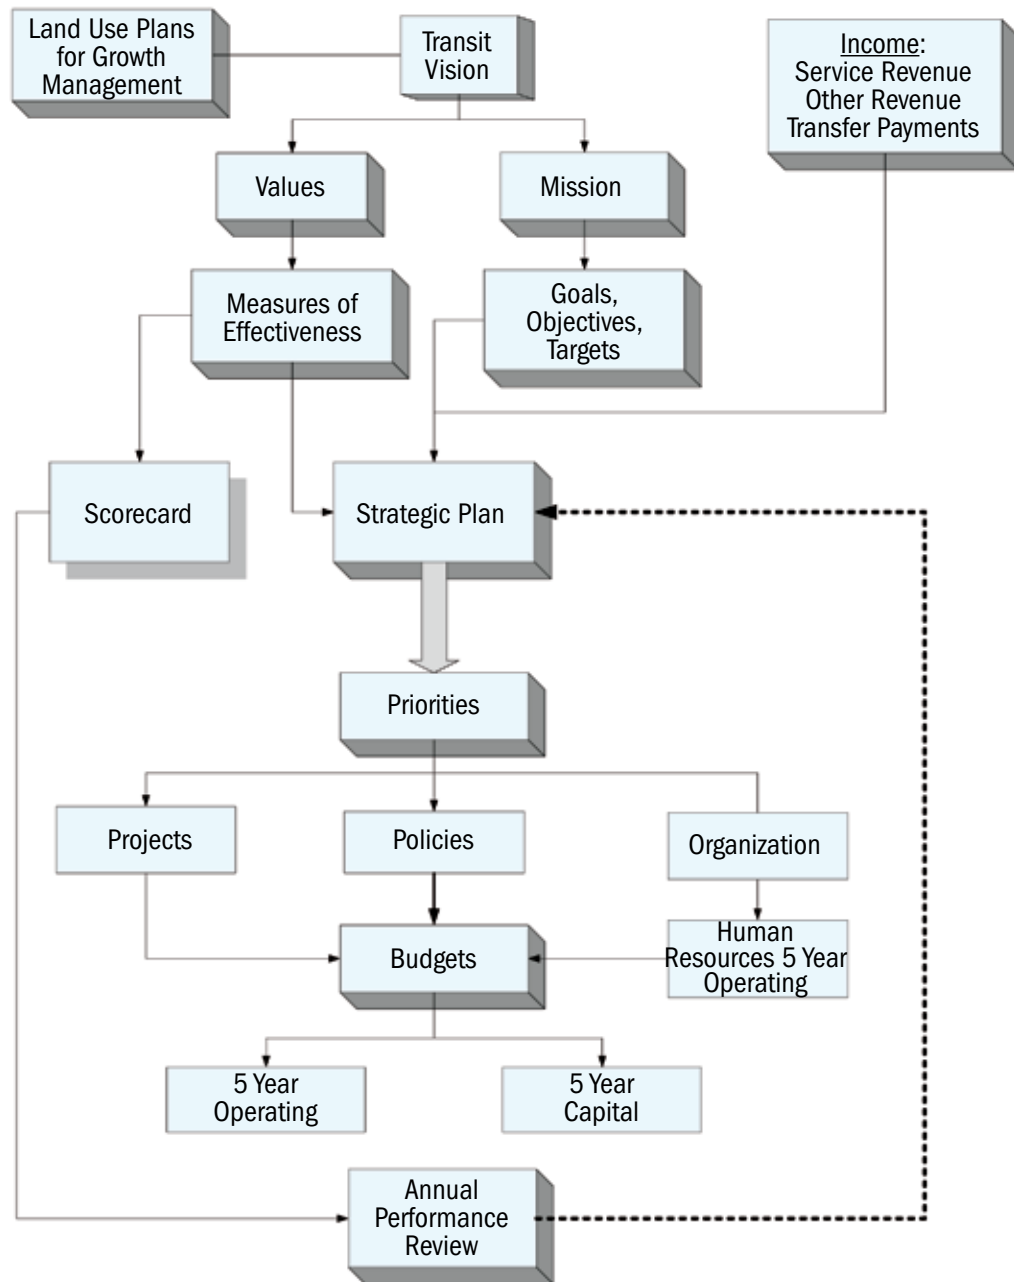 Land Use Plans
for Growth
Management
Transit
Vision
Income:
Service Revenue
Other Revenue
Transfer Payments
Values
Mission
Measures of
Effectiveness
Goals,
Objectives,
Targets
Scorecard
Strategic Plan
Priorities
Projects
Policies
Organization
Budgets
Human
Resources 5 Year
Operating
5 Year
Operating
5 Year
Capital
Annual
Performance
Review